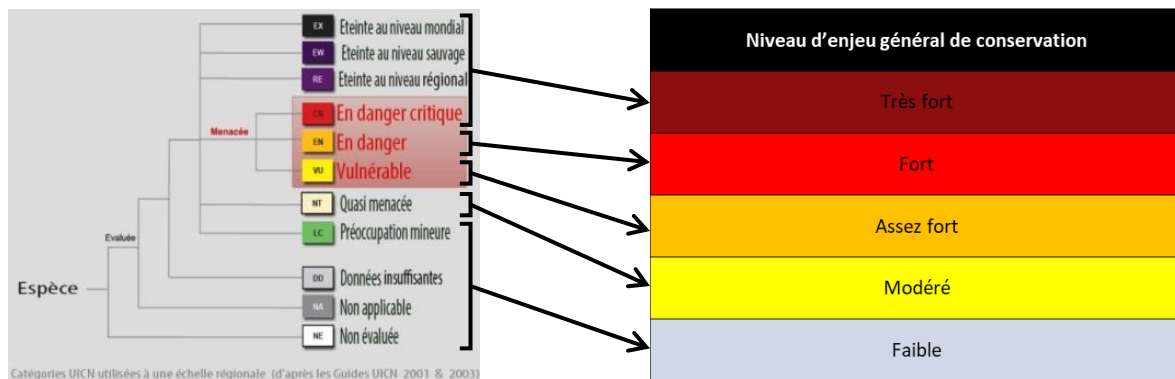 EX Eteinte au niveau mondial
EW Eteinte au niveau sauvage
RE Eteinte au niveau régional
CR En danger critique
Menacée
EN En danger
VU Vulnérable
NT Quasi menacée
LC Préoccupation mineure
Evaluée
DD Données insuffisantes
Espèce
NA Non applicable
NE Non évaluée
Catégories UICN utilisées à une échelle régionale (d'après les Guides UICN 2001 & 2003)
Niveau d'enjeu général de conservation
Très fort
Fort
Assez fort
Modéré
Faible